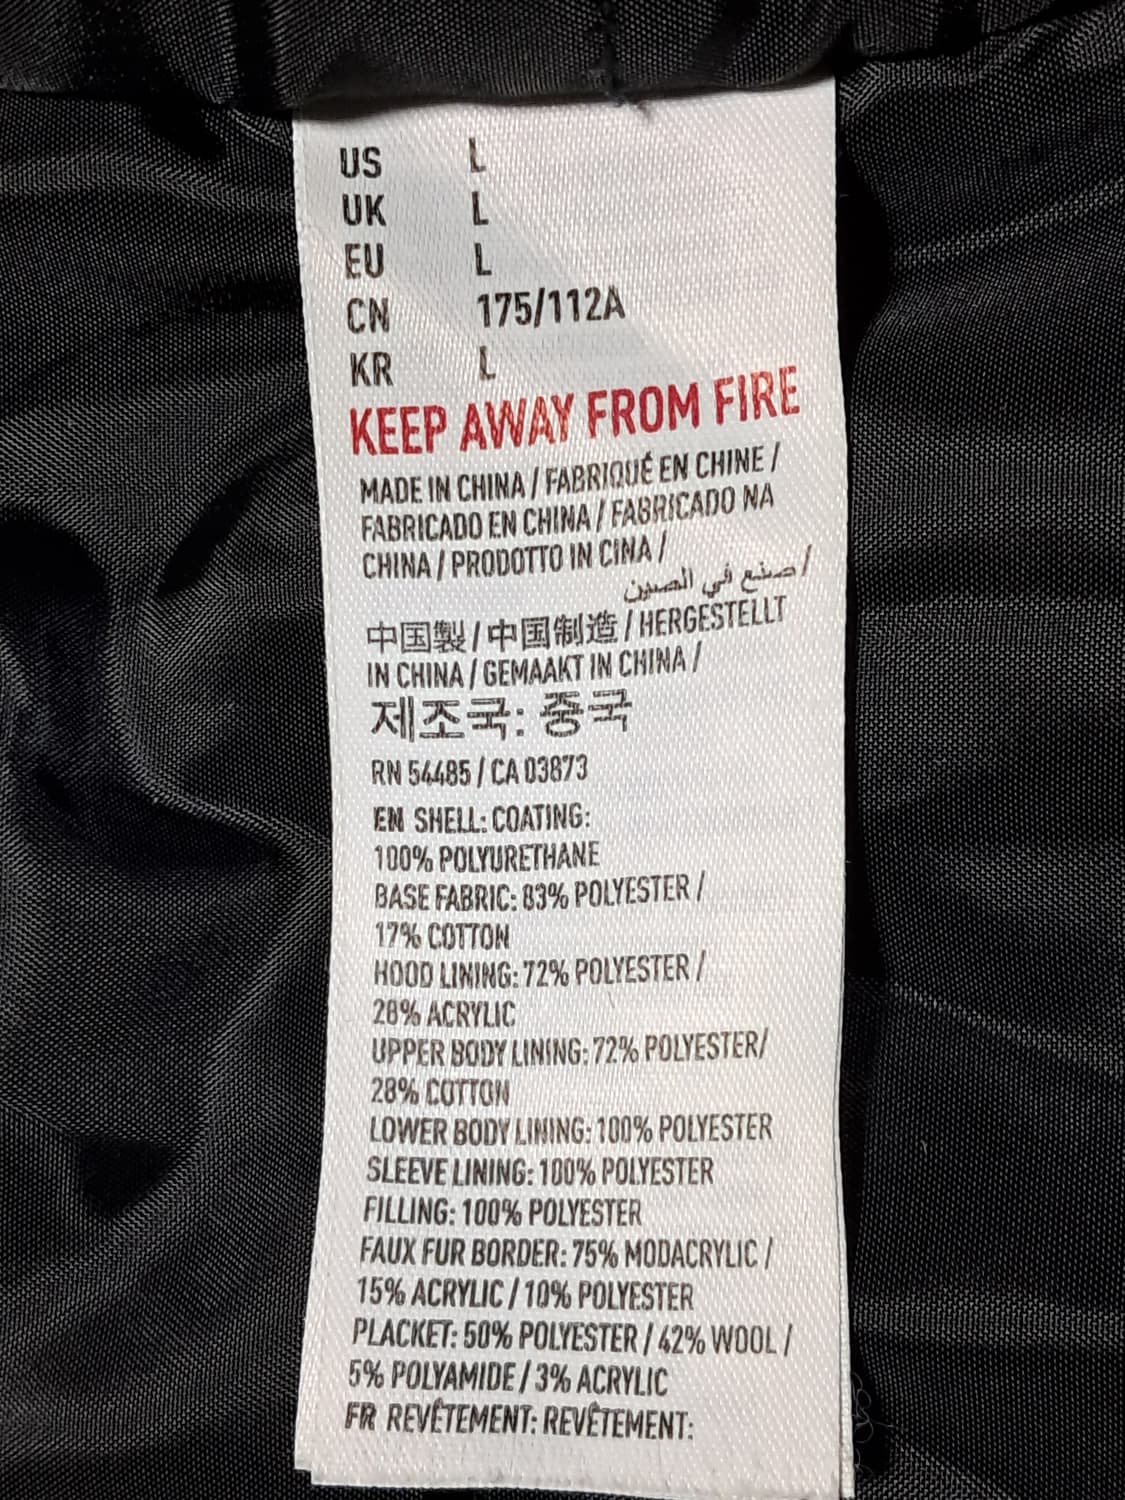 US L
UK L
EU L
CN 175/112A
KR L
KEEP AWAY FROM FIRE
MADE IN CHINA / FABRIQUÉ EN CHINE /
FABRICADO EN CHINA / FABRICADO NA
CHINA / PRODOTTO IN CINA /
صنع في الصين /
中国製 / 中国制造 / HERGESTELLT
IN CHINA / GEMAAKT IN CHINA /
제조국: 중국
RN 54485 / CA 03873
EN SHELL: COATING:
100% POLYURETHANE
BASE FABRIC: 83% POLYESTER /
17% COTTON
HOOD LINING: 72% POLYESTER /
28% ACRYLIC
UPPER BODY LINING: 72% POLYESTER/
28% COTTON
LOWER BODY LINING: 100% POLYESTER
SLEEVE LINING: 100% POLYESTER
FILLING: 100% POLYESTER
FAUX FUR BORDER: 75% MODACRYLIC /
15% ACRYLIC / 10% POLYESTER
PLACKET: 50% POLYESTER / 42% WOOL /
5% POLYAMIDE / 3% ACRYLIC
FR REVÊTEMENT: REVÊTEMENT: